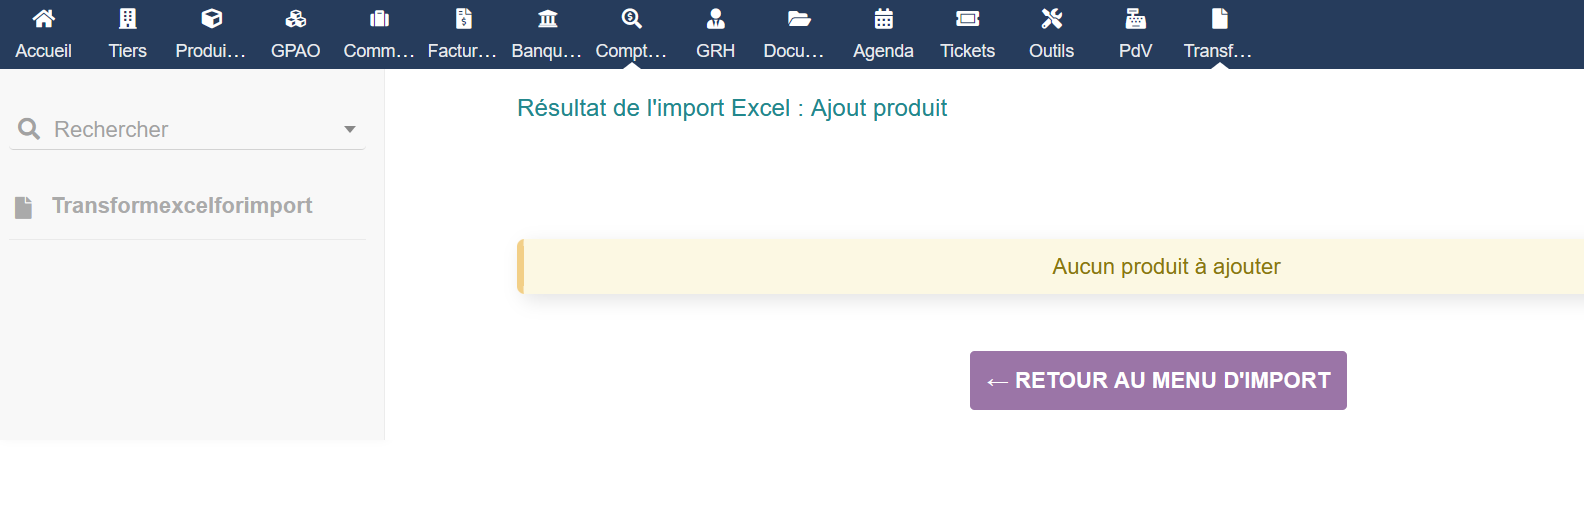 Accueil Tiers Produi... GPAO Comm... Factur... Banqu... Compt... GRH Docu... Agenda Tickets Outils PdV Transf...
Rechercher
Transformexcelforimport
Résultat de l'import Excel : Ajout produit
Aucun produit à ajouter
← RETOUR AU MENU D'IMPORT